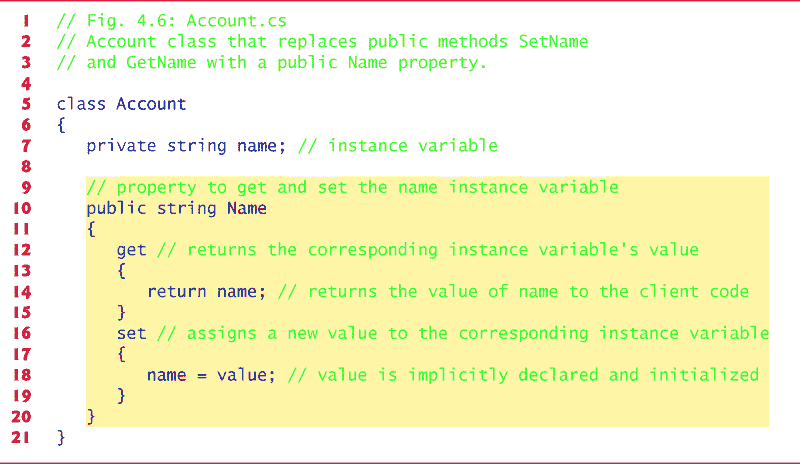 1 // Fig. 4.6: Account.cs
2 // Account class that replaces public methods SetName
3 // and GetName with a public Name property.
4
5 class Account
6 {
7 private string name; // instance variable
8
9 // property to get and set the name instance variable
10 public string Name
11 {
12 get // returns the corresponding instance variable's value
13 {
14 return name; // returns the value of name to the client code
15 }
16 set // assigns a new value to the corresponding instance variable
17 {
18 name = value; // value is implicitly declared and initialized
19 }
20 }
21 }